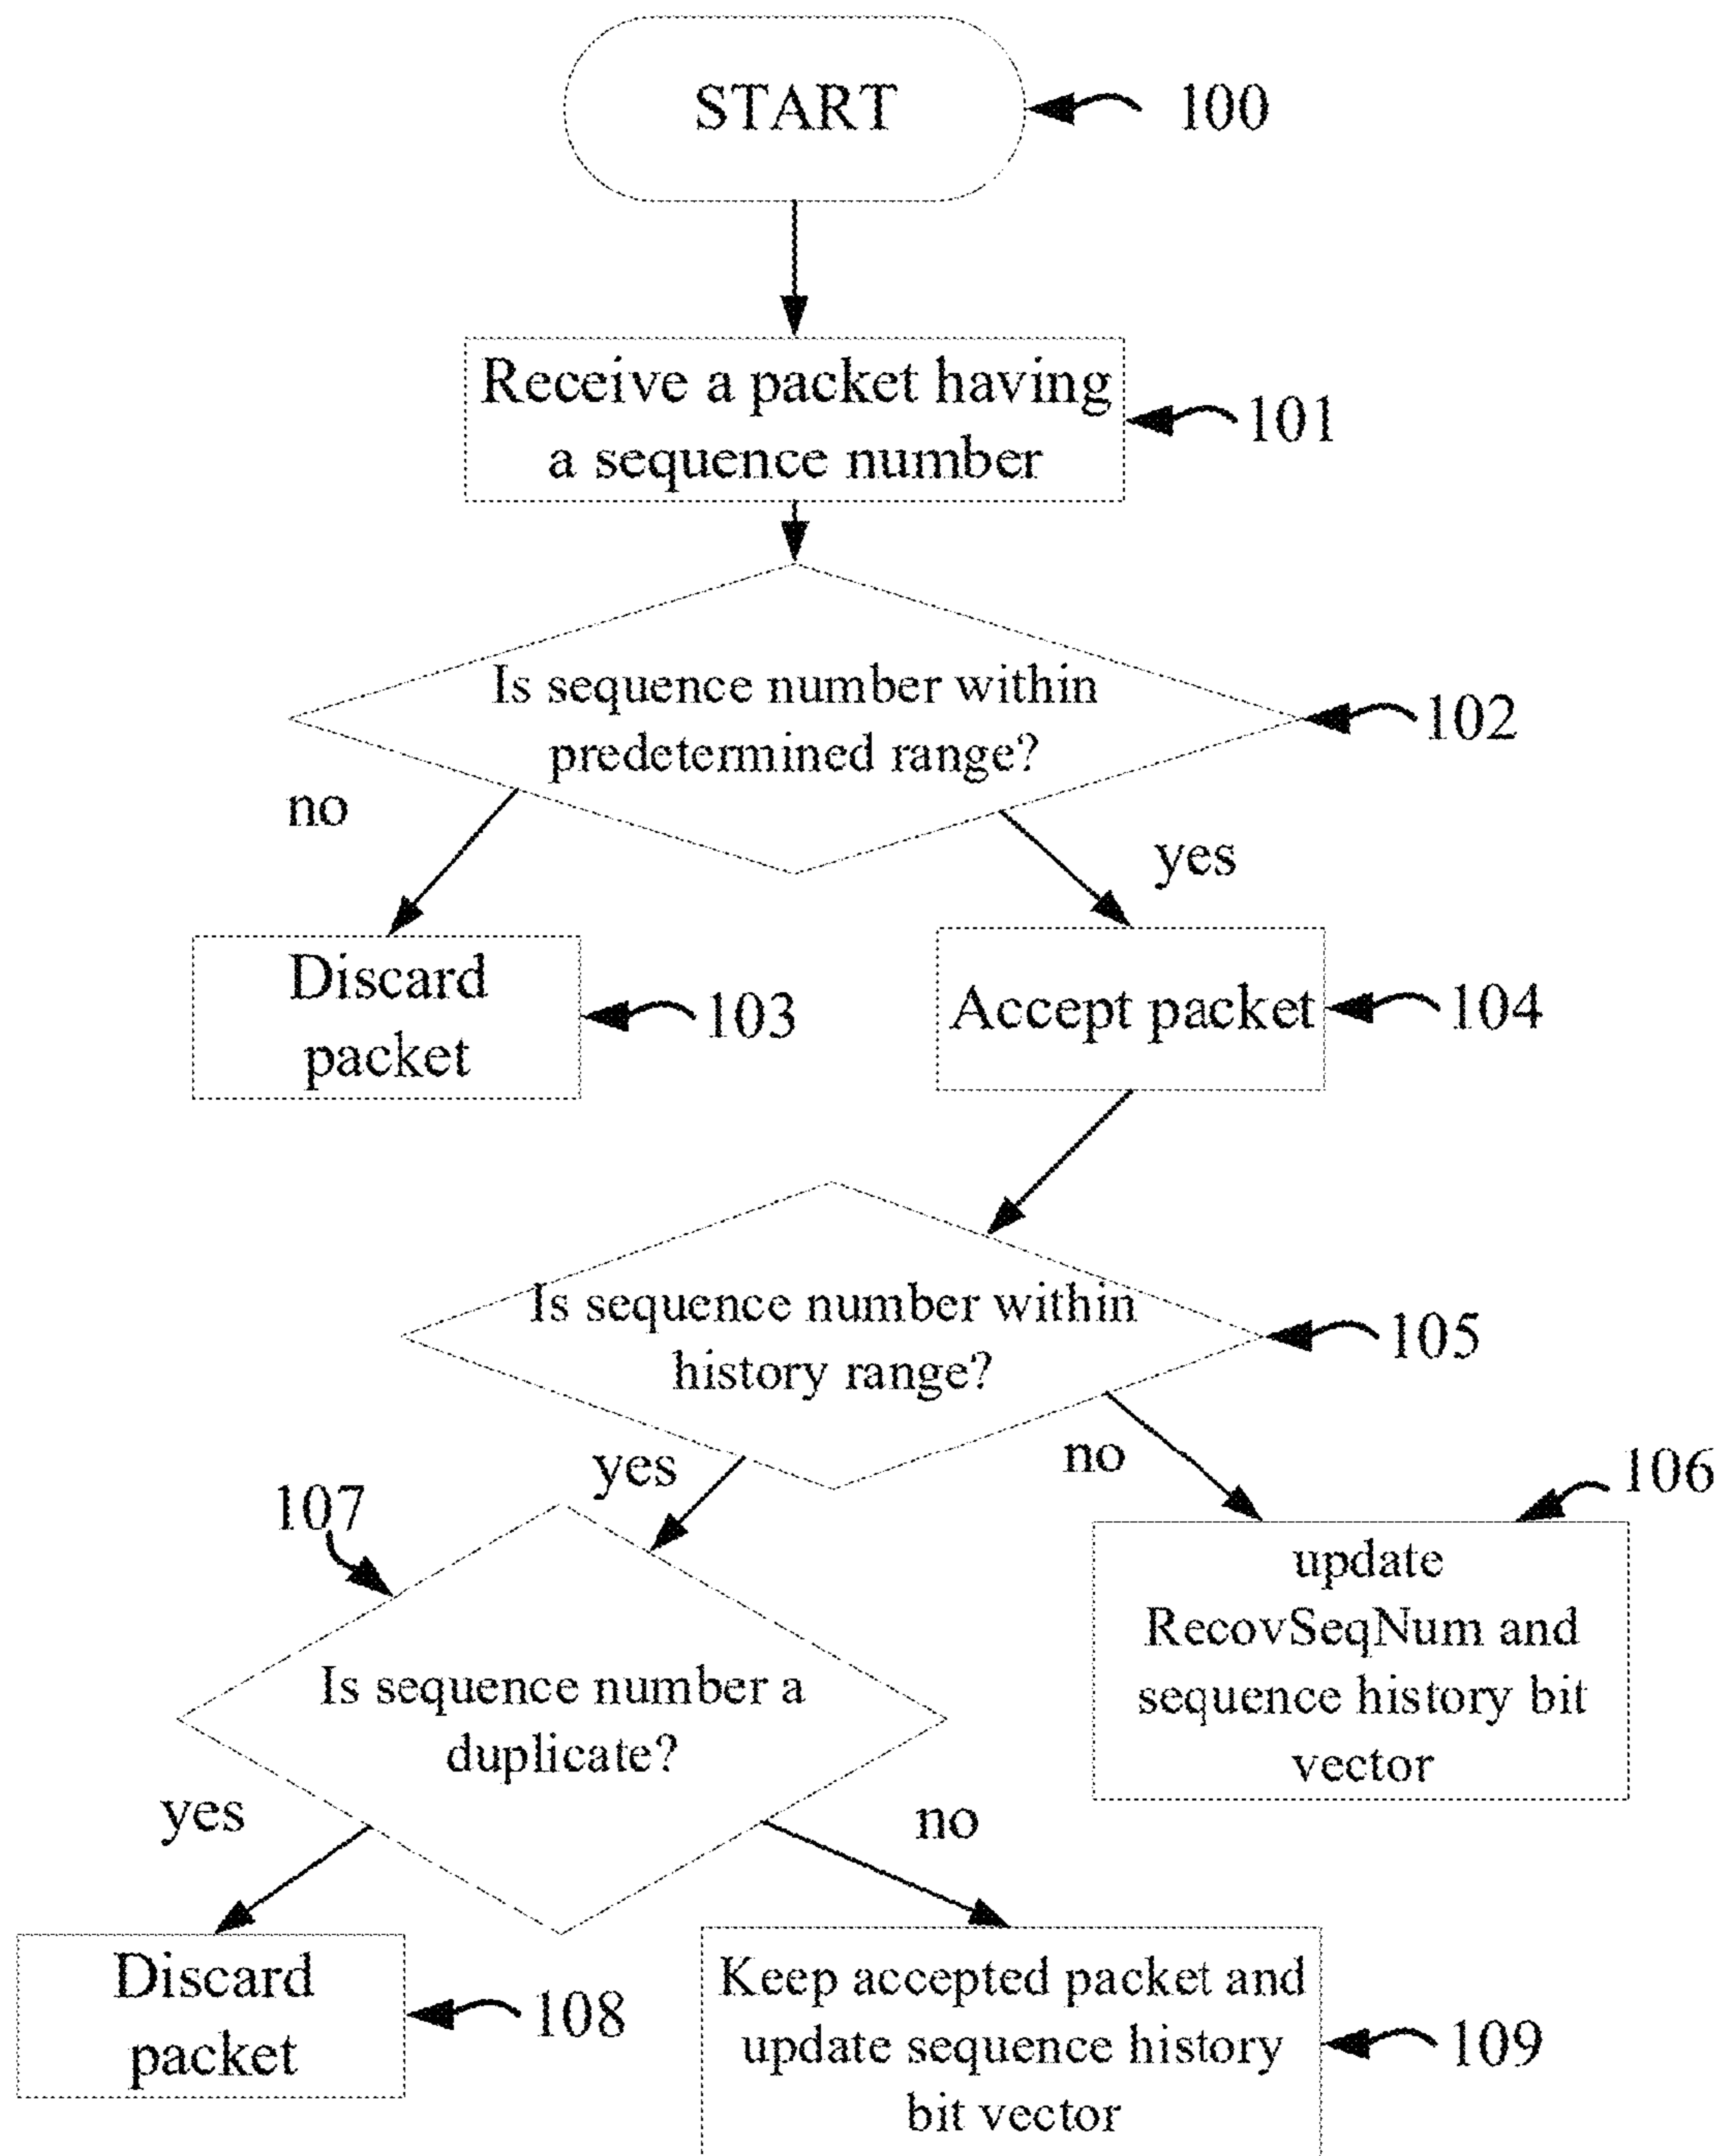 START
100
Receive a packet having
a sequence number
101
Is sequence number within
predetermined range?
102
no
yes
Discard
packet
103
Accept packet
104
Is sequence number within
history range?
105
yes
no
106
update
RecovSeqNum and
sequence history bit
vector
107
Is sequence number a
duplicate?
yes
no
Discard
packet
108
Keep accepted packet and
update sequence history
bit vector
109